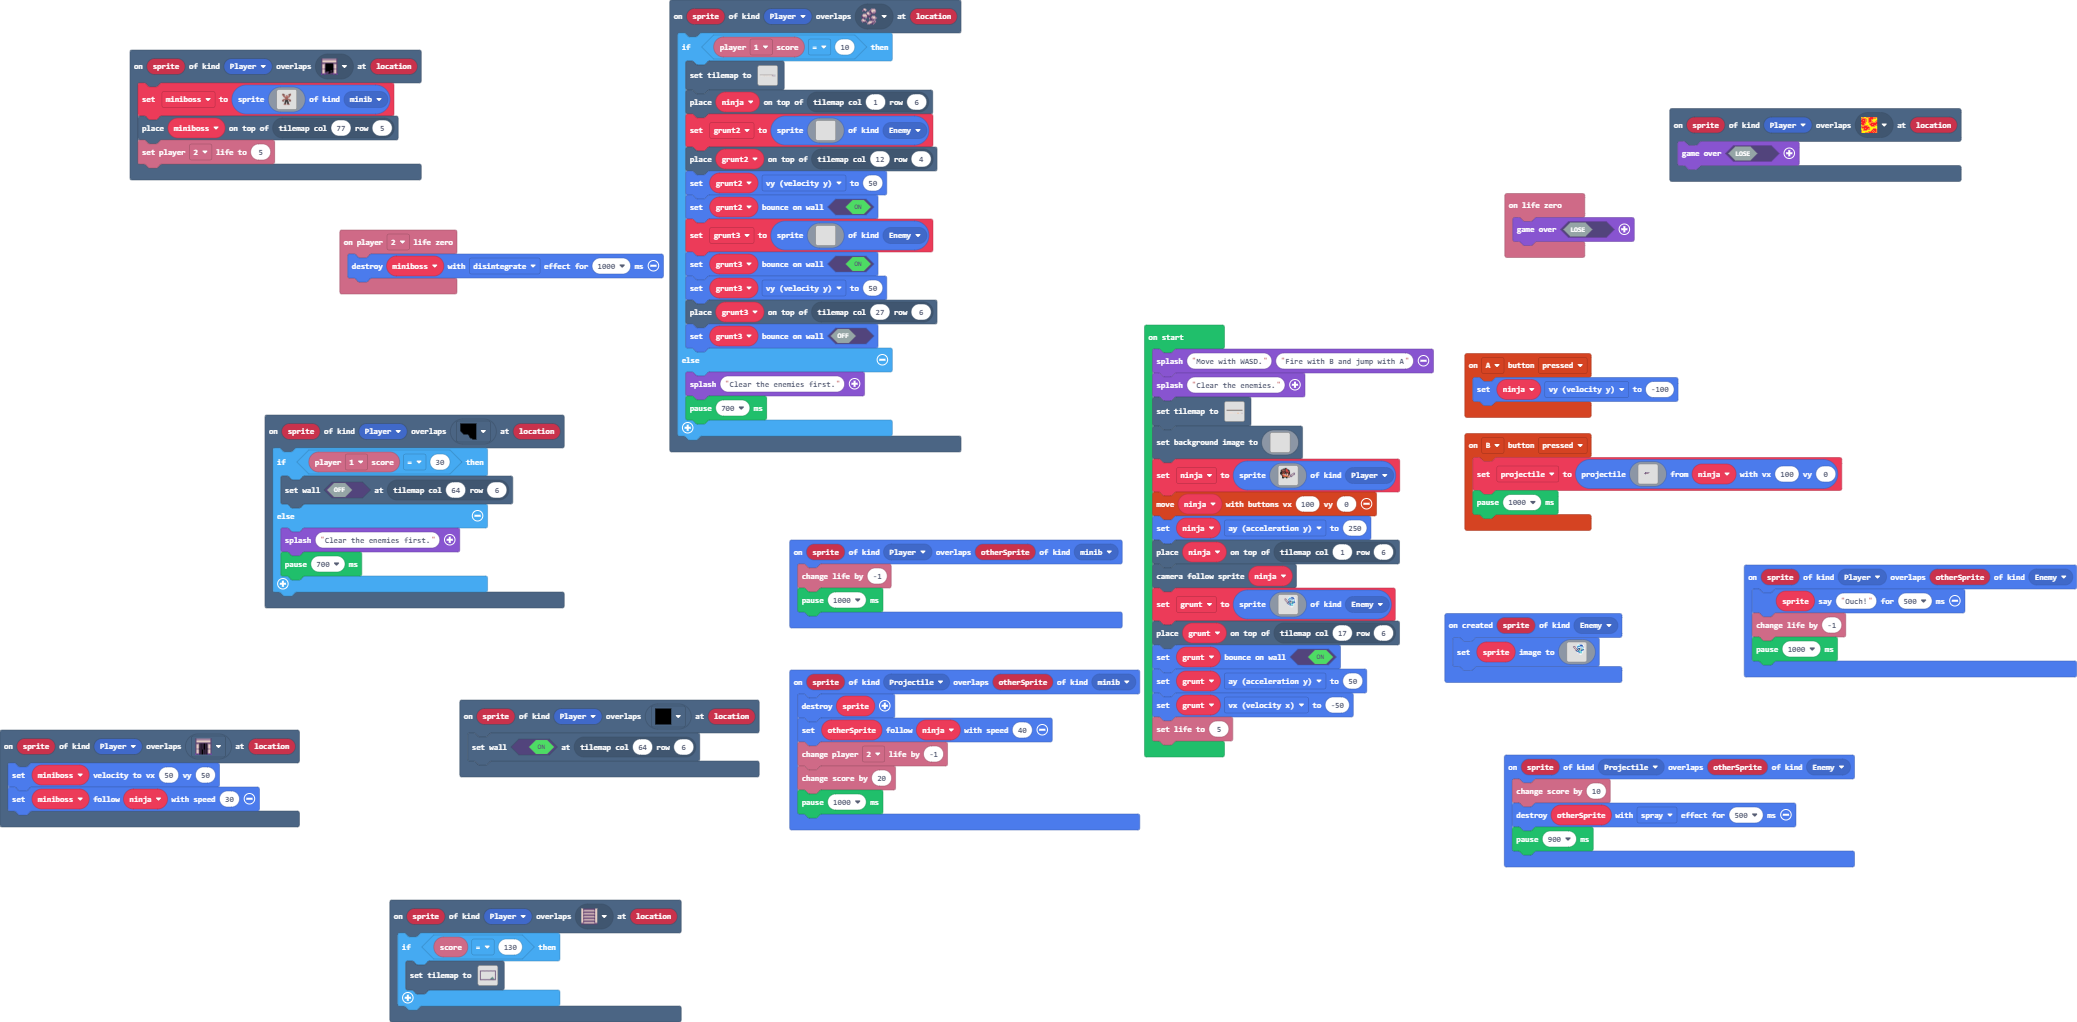 on sprite of kind Player overlaps at location
set miniboss to sprite of kind minib
place miniboss on top of tilemap col 77 row 5
set player 2 life to 5
on player 2 life zero
destroy miniboss with disintegrate effect for 1000 ms
on sprite of kind Player overlaps at location
if player 1 score = 10 then
set tilemap to
place ninja on top of tilemap col 1 row 6
set grunt2 to sprite of kind Enemy
place grunt2 on top of tilemap col 12 row 4
set grunt2 vy (velocity y) to 50
set grunt2 bounce on wall ON
set grunt3 to sprite of kind Enemy
set grunt3 bounce on wall ON
set grunt3 vy (velocity y) to 50
place grunt3 on top of tilemap col 27 row 6
set grunt3 bounce on wall OFF
else
splash "Clear the enemies first."
pause 700 ms
on sprite of kind Player overlaps at location
game over LOSE
on life zero
game over LOSE
on start
splash "Move with WASD." "Fire with B and jump with A"
splash "Clear the enemies."
set tilemap to
set background image to
set ninja to sprite of kind Player
move ninja with buttons vx 100 vy 0
set ninja ay (acceleration y) to 250
place ninja on top of tilemap col 1 row 6
camera follow sprite ninja
set grunt to sprite of kind Enemy
place grunt on top of tilemap col 17 row 6
set grunt bounce on wall ON
set grunt ay (acceleration y) to 50
set grunt vx (velocity x) to -50
set life to 5
on A button pressed
set ninja vy (velocity y) to -100
on B button pressed
set projectile to projectile from ninja with vx 100 vy 0
pause 1000 ms
on sprite of kind Player overlaps at location
if player 1 score = 30 then
set wall OFF at tilemap col 64 row 6
else
splash "Clear the enemies first."
pause 700 ms
on sprite of kind Player overlaps otherSprite of kind minib
change life by -1
pause 1000 ms
on sprite of kind Player overlaps otherSprite of kind Enemy
sprite say "Ouch!" for 500 ms
change life by -1
pause 1000 ms
on created sprite of kind Enemy
set sprite image to
on sprite of kind Projectile overlaps otherSprite of kind minib
destroy sprite
set otherSprite follow ninja with speed 40
change player 2 life by -1
change score by 20
pause 1000 ms
on sprite of kind Player overlaps at location
set wall ON at tilemap col 64 row 6
on sprite of kind Player overlaps at location
set miniboss velocity to vx 50 vy 50
set miniboss follow ninja with speed 30
on sprite of kind Projectile overlaps otherSprite of kind Enemy
change score by 10
destroy otherSprite with spray effect for 500 ms
pause 900 ms
on sprite of kind Player overlaps at location
if score = 130 then
set tilemap to